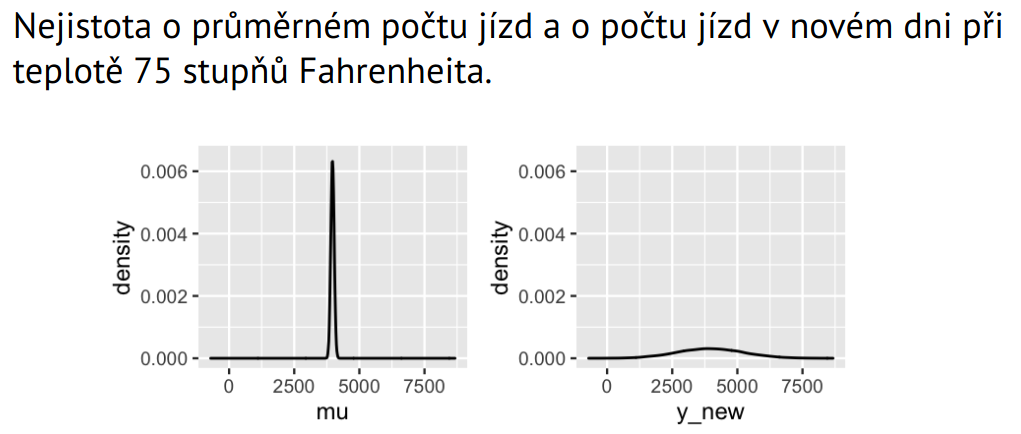 Nejistota o průměrném počtu jízd a o počtu jízd v novém dni při
teplotě 75 stupňů Fahrenheita.
0.006
0.004
0.002
0.000
density
0 2500 5000 7500
mu
0.006
0.004
0.002
0.000
density
0 2500 5000 7500
y_new